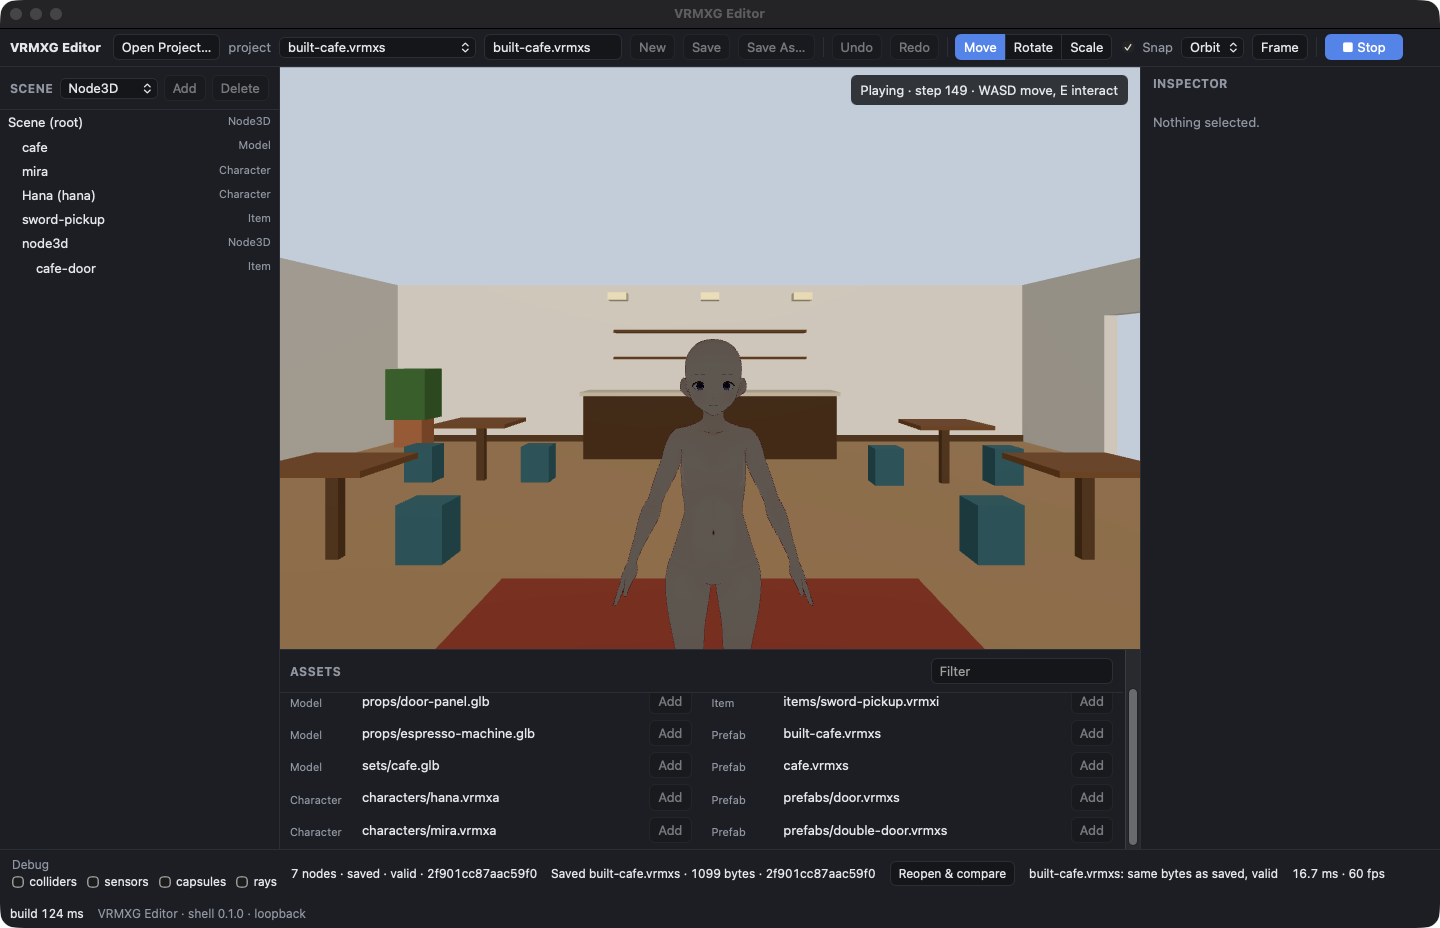 VRMXG Editor
VRMXG Editor Open Project... project built-cafe.vrmxs built-cafe.vrmxs New Save Save As... Undo Redo Move Rotate Scale ✓ Snap Orbit Frame Stop
SCENE Node3D Add Delete
Scene (root) Node3D
cafe Model
mira Character
Hana (hana) Character
sword-pickup Item
node3d Node3D
cafe-door Item
Playing · step 149 · WASD move, E interact
INSPECTOR
Nothing selected.
ASSETS Filter
Model props/door-panel.glb Add Item items/sword-pickup.vrmxi Add
Model props/espresso-machine.glb Add Prefab built-cafe.vrmxs Add
Model sets/cafe.glb Add Prefab cafe.vrmxs Add
Character characters/hana.vrmxa Add Prefab prefabs/door.vrmxs Add
Character characters/mira.vrmxa Add Prefab prefabs/double-door.vrmxs Add
Debug
colliders sensors capsules rays 7 nodes · saved · valid · 2f901cc87aac59f0 Saved built-cafe.vrmxs · 1099 bytes · 2f901cc87aac59f0 Reopen & compare built-cafe.vrmxs: same bytes as saved, valid 16.7 ms · 60 fps
build 124 ms VRMXG Editor · shell 0.1.0 · loopback